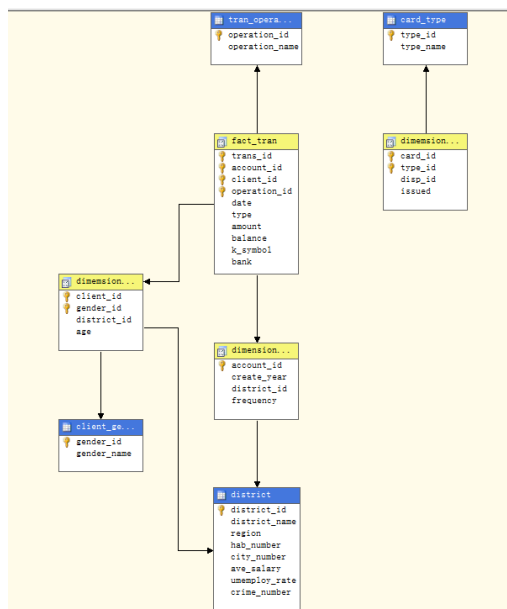 tran_opera...
operation_id
operation_name
card_type
type_id
type_name
fact_tran
trans_id
account_id
client_id
operation_id
date
type
amount
balance
k_symbol
bank
dimemsion...
card_id
type_id
disp_id
issued
dimemsion...
client_id
gender_id
district_id
age
dimension...
account_id
create_year
district_id
frequency
client_ge...
gender_id
gender_name
district
district_id
district_name
region
hab_number
city_number
ave_salary
umemploy_rate
crime_number